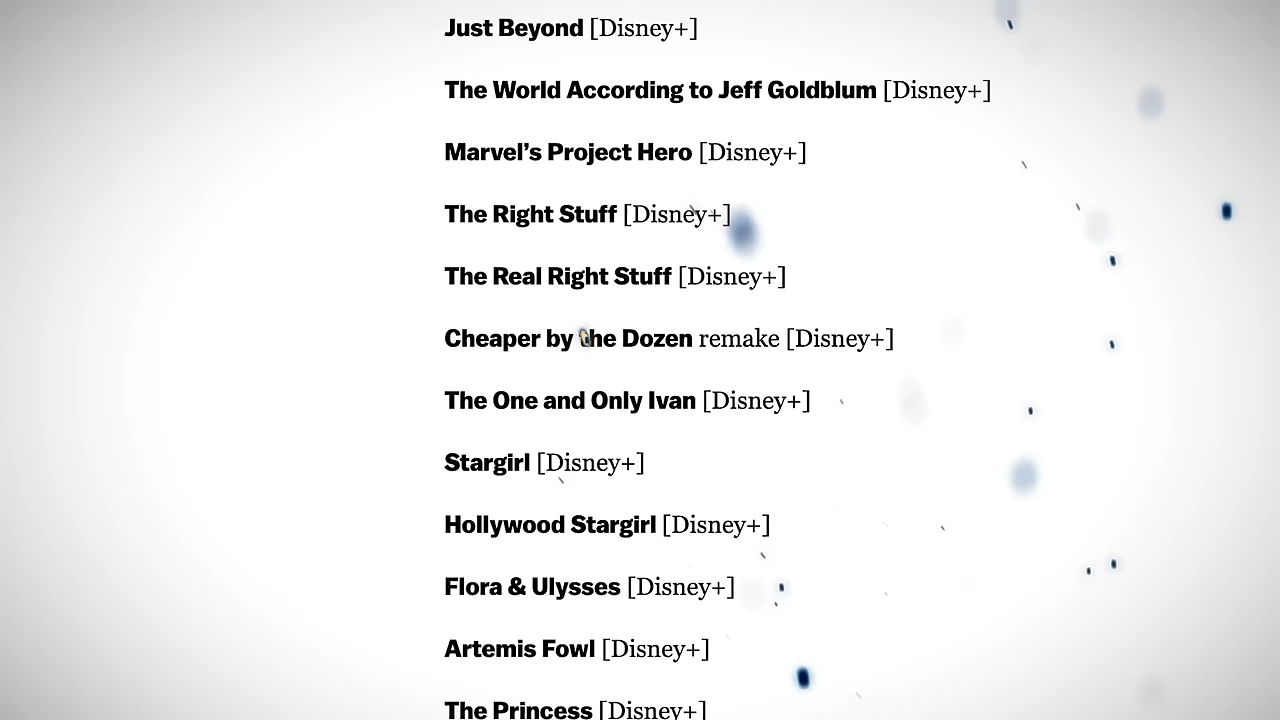 Just Beyond [Disney+]
The World According to Jeff Goldblum [Disney+]
Marvel’s Project Hero [Disney+]
The Right Stuff [Disney+]
The Real Right Stuff [Disney+]
Cheaper by the Dozen remake [Disney+]
The One and Only Ivan [Disney+]
Stargirl [Disney+]
Hollywood Stargirl [Disney+]
Flora & Ulysses [Disney+]
Artemis Fowl [Disney+]
The Princess [Disney+]